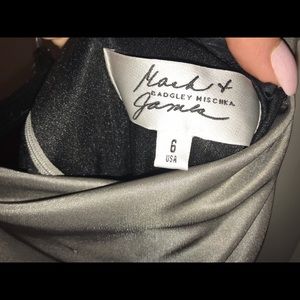 Mark +
BADGLEY MISCHKA
James
6
USA